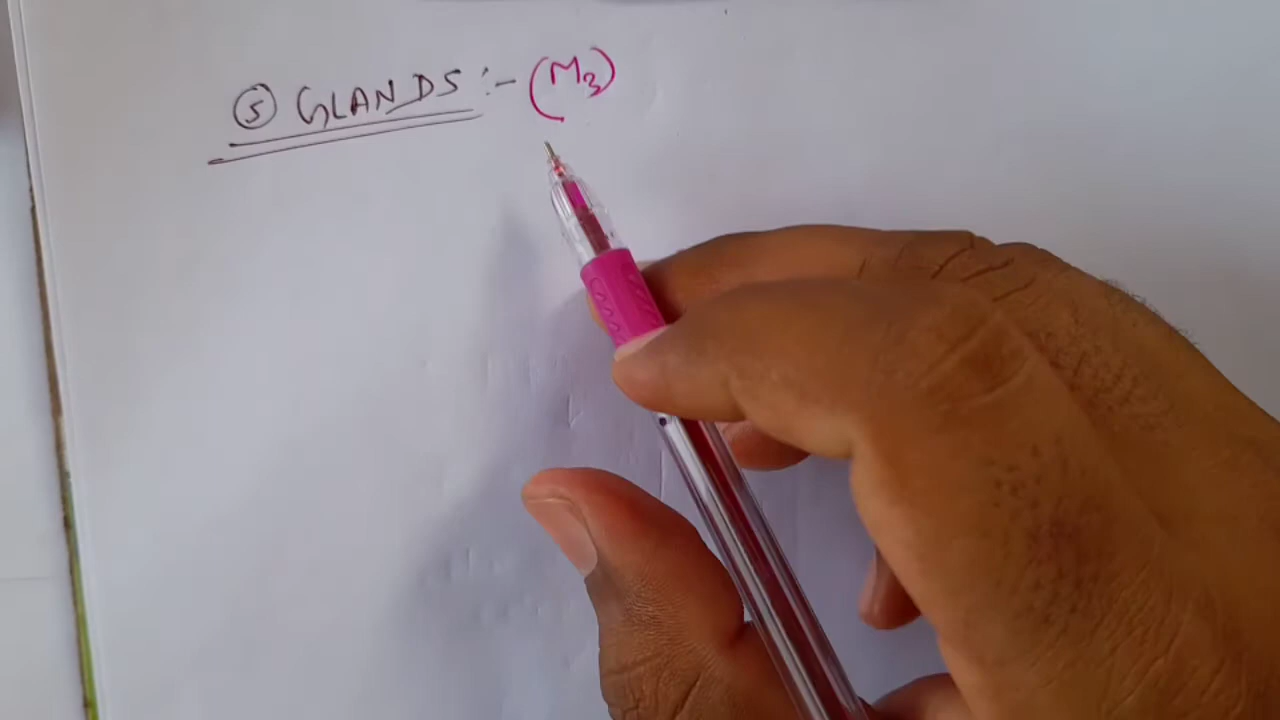 ⑤ GLANDS :- (M3)